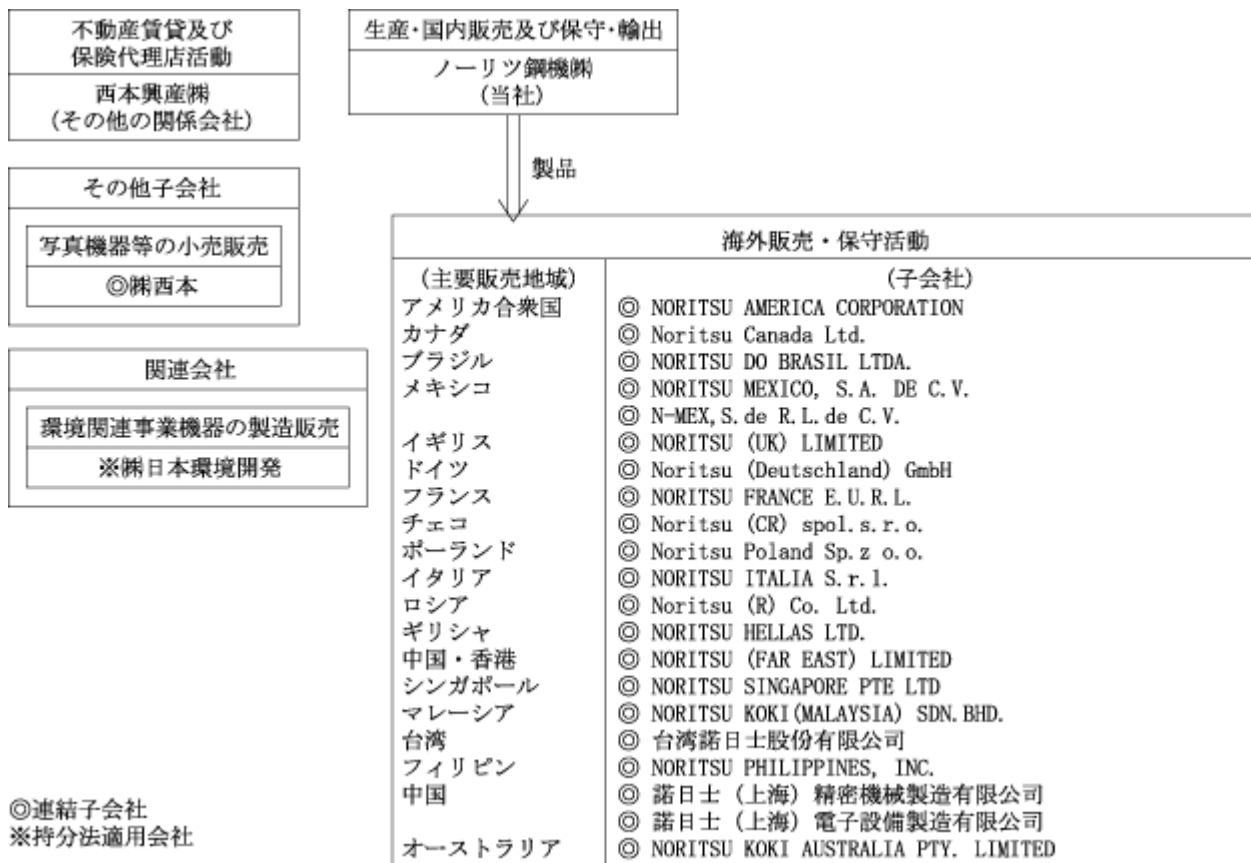 不動産賃貸及び
保険代理店活動
西本興産㈱
(その他の関係会社)
生産・国内販売及び保守・輸出
ノーリツ鋼機㈱
(当社)
製品
その他子会社
写真機器等の小売販売
◎㈱西本
関連会社
環境関連事業機器の製造販売
※㈱日本環境開発
海外販売・保守活動
(主要販売地域) (子会社)
アメリカ合衆国 ◎ NORITSU AMERICA CORPORATION
カナダ ◎ Noritsu Canada Ltd.
ブラジル ◎ NORITSU DO BRASIL LTDA.
メキシコ ◎ NORITSU MEXICO, S.A. DE C.V.
◎ N-MEX,S.de R.L.de C.V.
イギリス ◎ NORITSU (UK) LIMITED
ドイツ ◎ Noritsu (Deutschland) GmbH
フランス ◎ NORITSU FRANCE E.U.R.L.
チェコ ◎ Noritsu (CR) spol.s.r.o.
ポーランド ◎ Noritsu Poland Sp.z o.o.
イタリア ◎ NORITSU ITALIA S.r.l.
ロシア ◎ Noritsu (R) Co. Ltd.
ギリシャ ◎ NORITSU HELLAS LTD.
中国・香港 ◎ NORITSU (FAR EAST) LIMITED
シンガポール ◎ NORITSU SINGAPORE PTE LTD
マレーシア ◎ NORITSU KOKI(MALAYSIA) SDN.BHD.
台湾 ◎ 台湾諾日士股份有限公司
フィリピン ◎ NORITSU PHILIPPINES, INC.
中国 ◎ 諾日士(上海)精密機械製造有限公司
◎ 諾日士(上海)電子設備製造有限公司
オーストラリア ◎ NORITSU KOKI AUSTRALIA PTY. LIMITED
◎連結子会社
※持分法適用会社